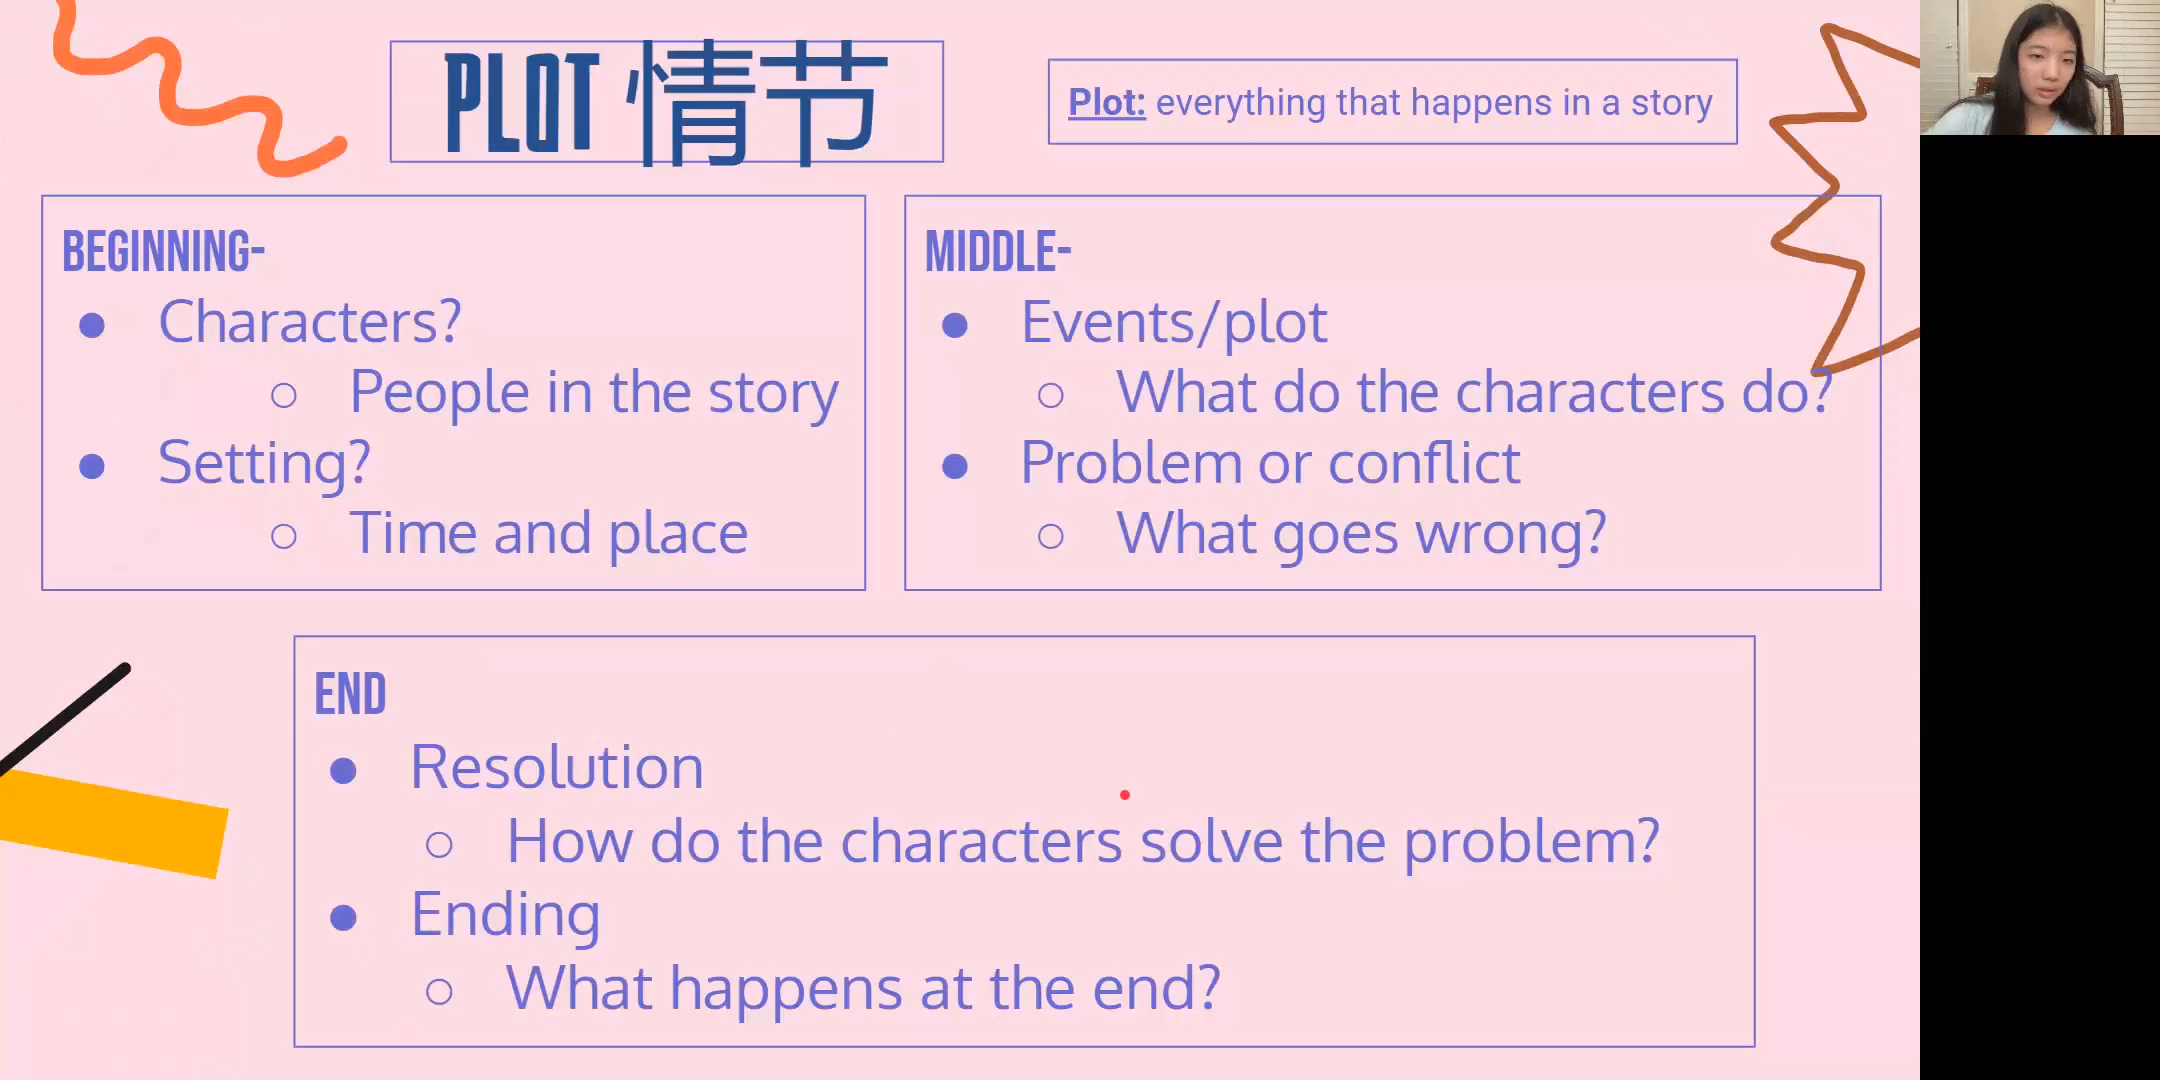 PLOT 情节
Plot: everything that happens in a story
BEGINNING-
● Characters?
○ People in the story
● Setting?
○ Time and place
MIDDLE-
● Events/plot
○ What do the characters do?
● Problem or conflict
○ What goes wrong?
END
● Resolution
○ How do the characters solve the problem?
● Ending
○ What happens at the end?